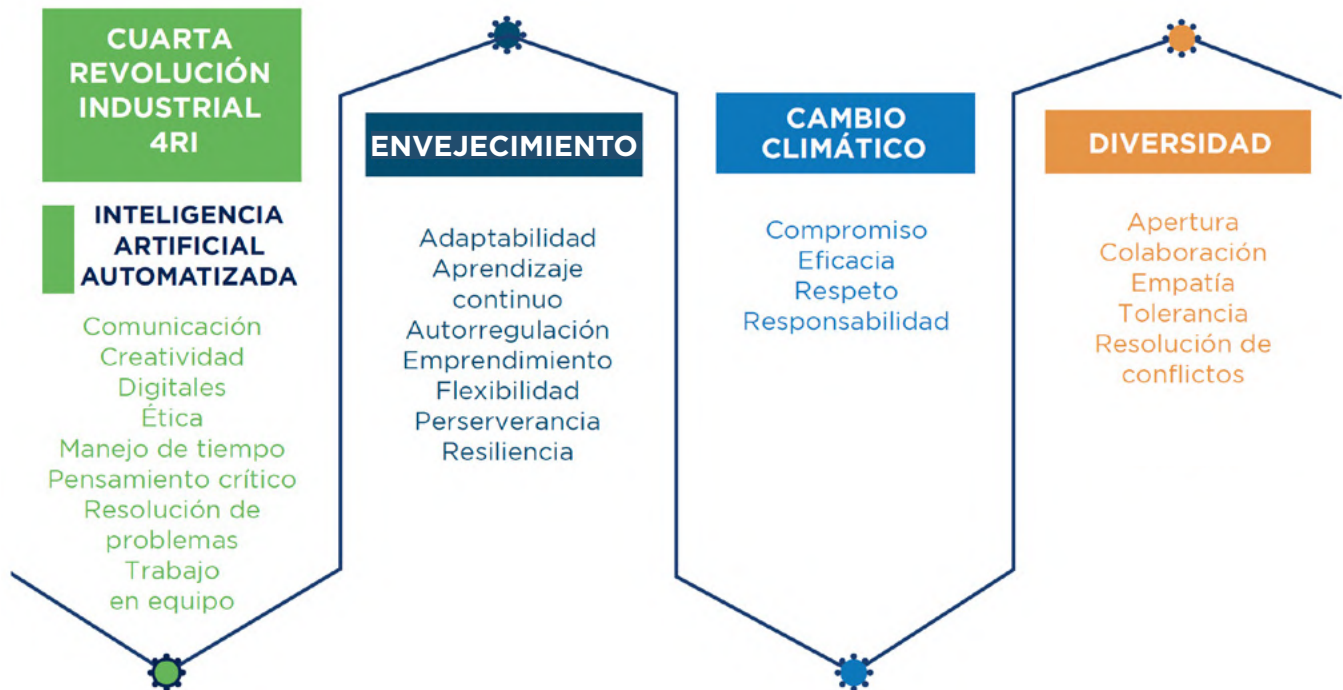 CUARTA
REVOLUCIÓN
INDUSTRIAL
4RI
INTELIGENCIA
ARTIFICIAL
AUTOMATIZADA
Comunicación
Creatividad
Digitales
Ética
Manejo de tiempo
Pensamiento crítico
Resolución de
problemas
Trabajo
en equipo
ENVEJECIMIENTO
Adaptabilidad
Aprendizaje
continuo
Autorregulación
Emprendimiento
Flexibilidad
Perserverancia
Resiliencia
CAMBIO
CLIMÁTICO
Compromiso
Eficacia
Respeto
Responsabilidad
DIVERSIDAD
Apertura
Colaboración
Empatía
Tolerancia
Resolución de
conflictos